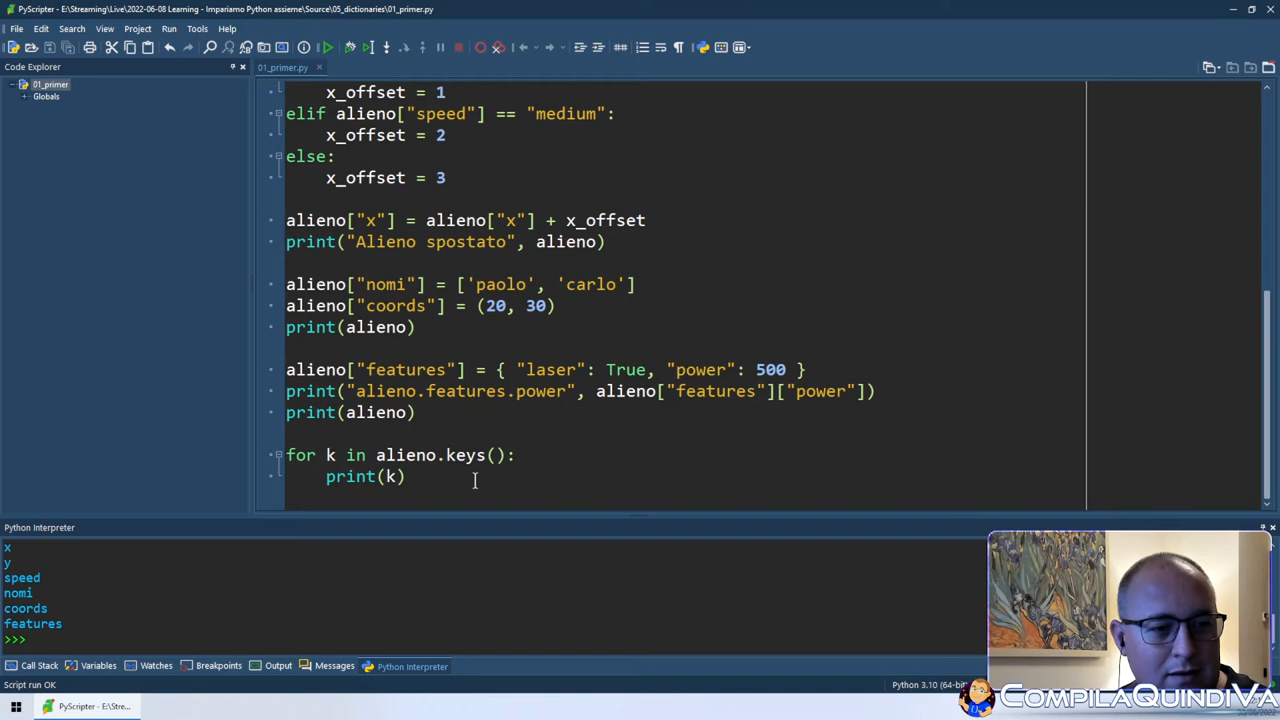 PyScripter - E:\Streaming\Live\2022-06-08 Learning - Impariamo Python assieme\Source\05_dictionaries\01_primer.py
File Edit Search View Project Run Tools Help
Code Explorer
01_primer.py
01_primer
Globals
x_offset = 1
elif alieno["speed"] == "medium":
x_offset = 2
else:
x_offset = 3
alieno["x"] = alieno["x"] + x_offset
print("Alieno spostato", alieno)
alieno["nomi"] = ['paolo', 'carlo']
alieno["coords"] = (20, 30)
print(alieno)
alieno["features"] = { "laser": True, "power": 500 }
print("alieno.features.power", alieno["features"]["power"])
print(alieno)
for k in alieno.keys():
print(k)
Python Interpreter
x
y
speed
nomi
coords
features
>>>
Call Stack Variables Watches Breakpoints Output Messages Python Interpreter
Script run OK
Python 3.10 (64-bit)
PyScripter - E:\Stre...
COMPILAQUINDIVA